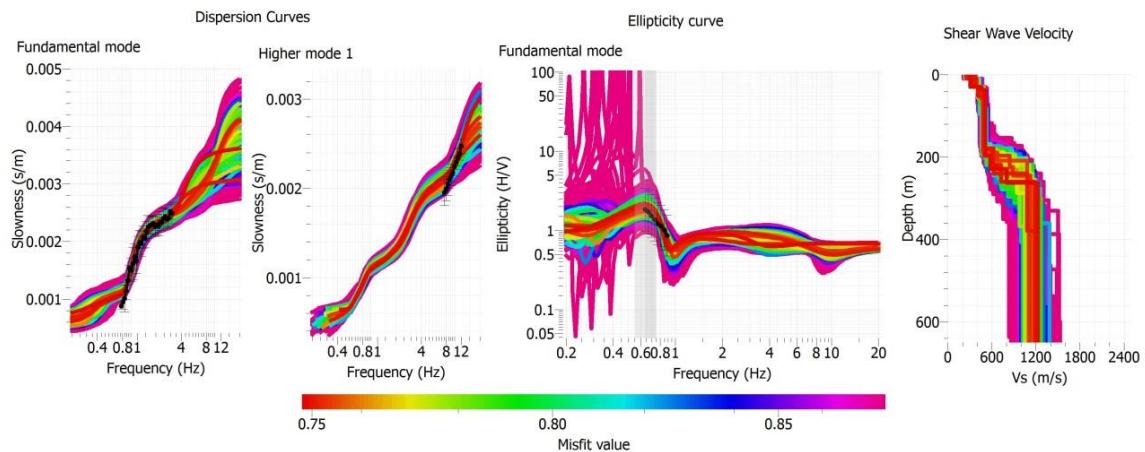 Dispersion Curves
Ellipticity curve
Shear Wave Velocity
Fundamental mode
Higher mode 1
Fundamental mode
0.005
0.004
0.003
0.002
0.001
Slowness (s/m)
0.4 0.81 4 8 12
Frequency (Hz)
0.003
0.002
0.001
Slowness (s/m)
0.4 0.81 4 8 12
Frequency (Hz)
100
50
10
5
1
0.5
0.1
0.05
Ellipticity (H/V)
0.2 0.4 0.60.81 2 4 6 8 10 20
Frequency (Hz)
0
200
400
600
Depth (m)
0 600 1200 1800 2400
Vs (m/s)
0.75 0.80 0.85
Misfit value